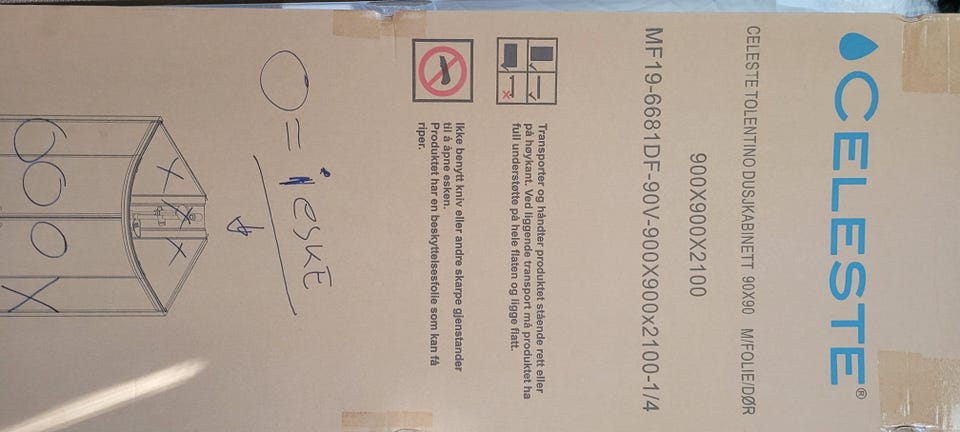 CELESTE®
CELESTE TOLENTINO DUSJKABINETT 90X90 M/FOLIE/DØR
900X900X2100
MF19-6681DF-90V-900X900x2100-1/4
Transporter og håndter produktet stående rett eller
på høykant. Ved liggende transport må produktet ha
full understøtte på hele flaten og ligge flatt.
Ikke benytt kniv eller andre skarpe gjenstander
til å åpne esken.
Produktet har en beskyttelsesfolie som kan få
riper.
O = i ESKE
X X X
O O O X